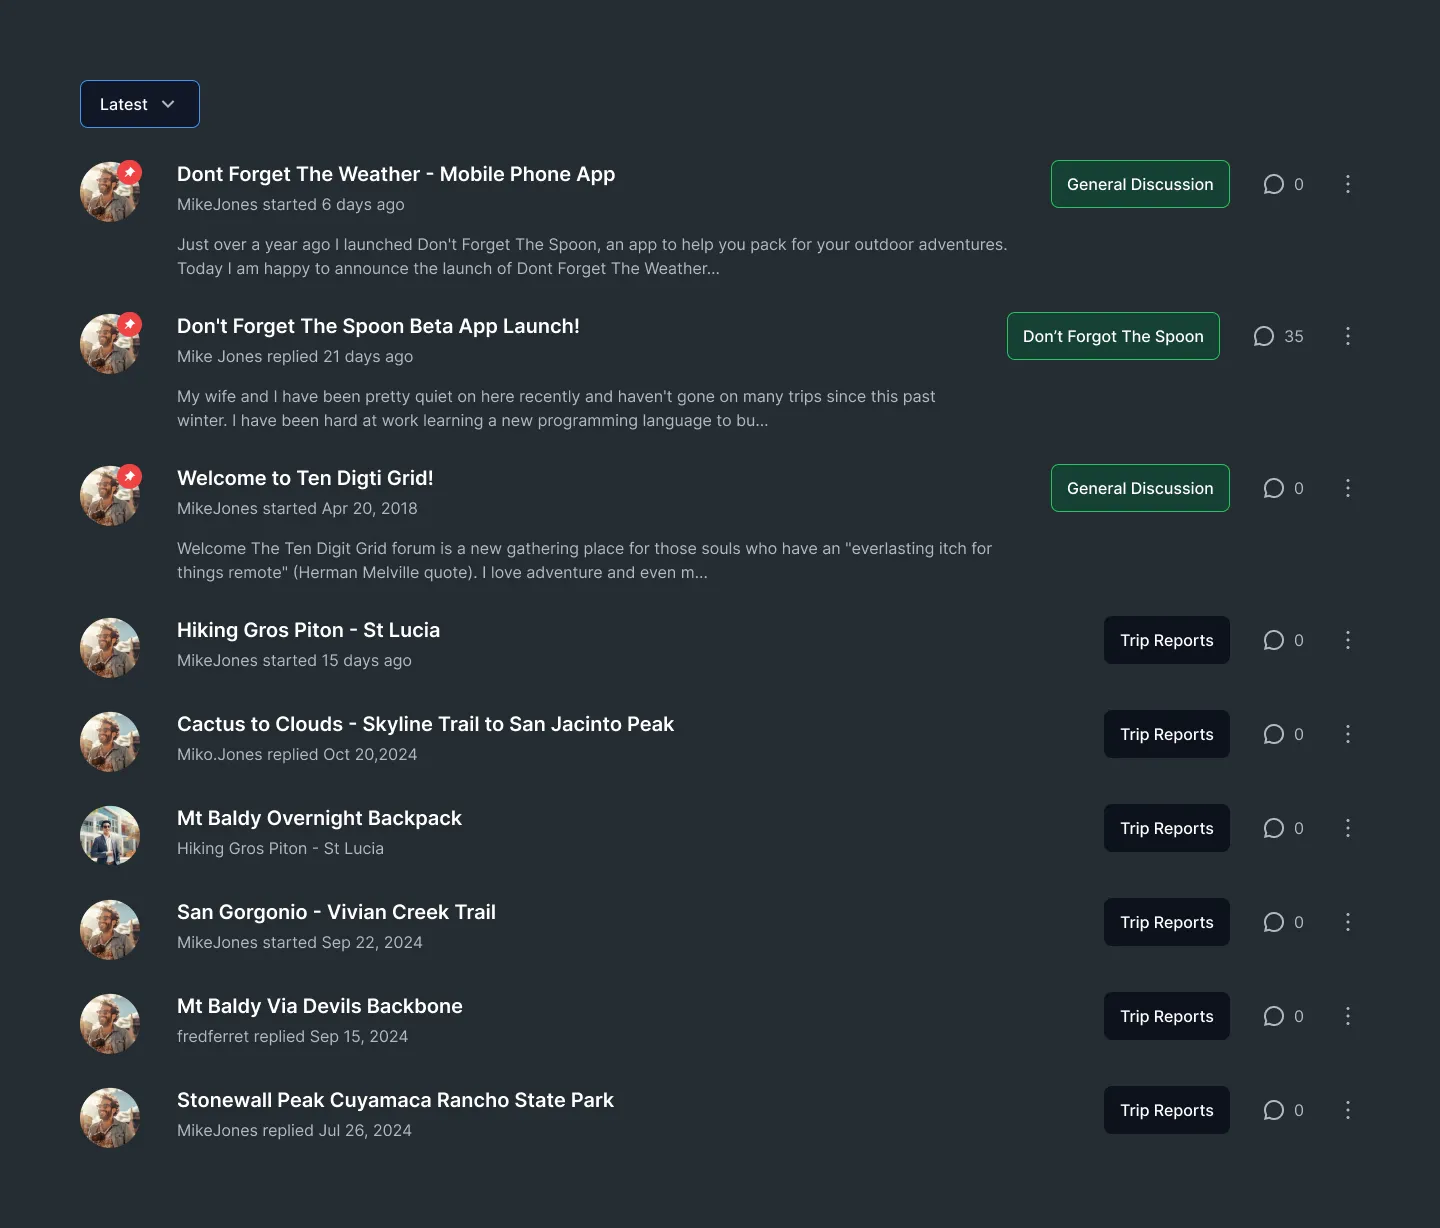 Latest
Dont Forget The Weather - Mobile Phone App
General Discussion
0
MikeJones started 6 days ago
Just over a year ago I launched Don't Forget The Spoon, an app to help you pack for your outdoor adventures.
Today I am happy to announce the launch of Dont Forget The Weather...
Don't Forget The Spoon Beta App Launch!
Don’t Forgot The Spoon
35
Mike Jones replied 21 days ago
My wife and I have been pretty quiet on here recently and haven't gone on many trips since this past
winter. I have been hard at work learning a new programming language to bu...
Welcome to Ten Digti Grid!
General Discussion
0
MikeJones started Apr 20, 2018
Welcome The Ten Digit Grid forum is a new gathering place for those souls who have an "everlasting itch for
things remote" (Herman Melville quote). I love adventure and even m...
Hiking Gros Piton - St Lucia
Trip Reports
0
MikeJones started 15 days ago
Cactus to Clouds - Skyline Trail to San Jacinto Peak
Trip Reports
0
Miko.Jones replied Oct 20,2024
Mt Baldy Overnight Backpack
Trip Reports
0
Hiking Gros Piton - St Lucia
San Gorgonio - Vivian Creek Trail
Trip Reports
0
MikeJones started Sep 22, 2024
Mt Baldy Via Devils Backbone
Trip Reports
0
fredferret replied Sep 15, 2024
Stonewall Peak Cuyamaca Rancho State Park
Trip Reports
0
MikeJones replied Jul 26, 2024